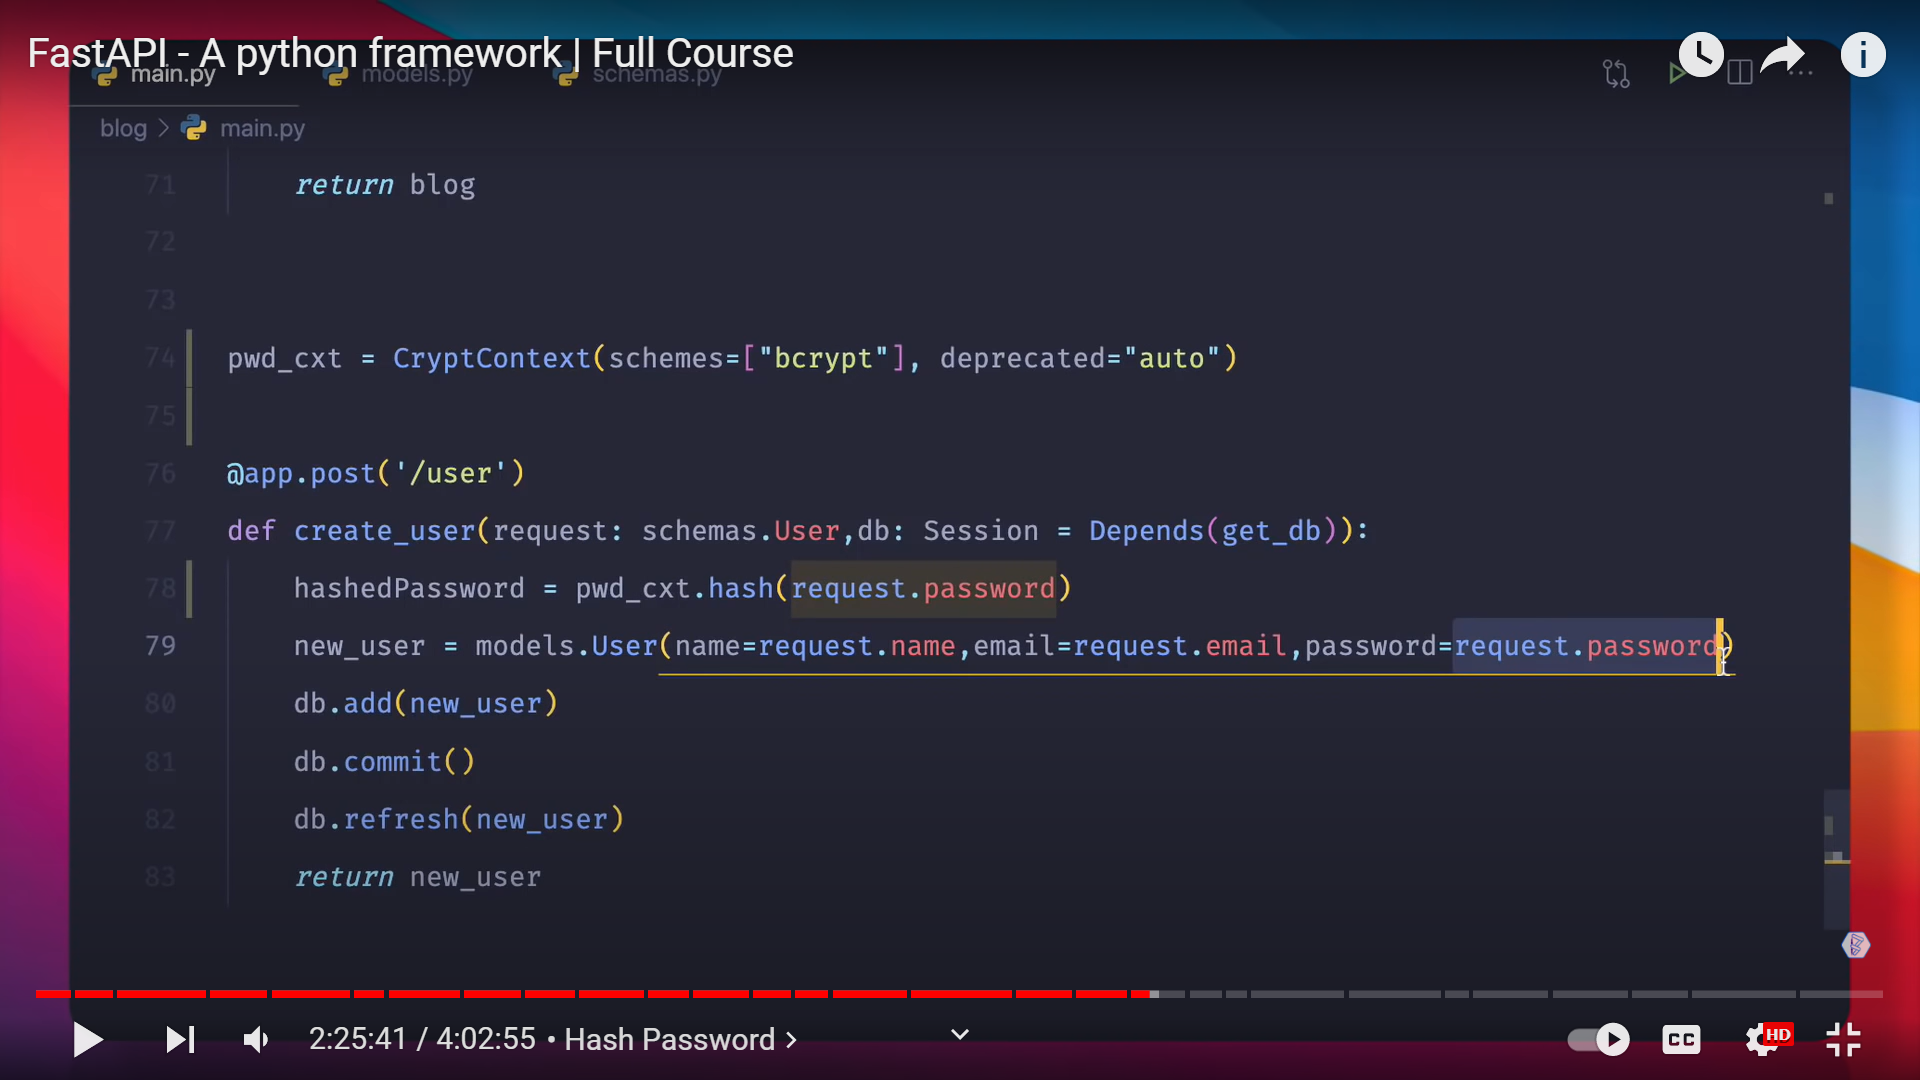 FastAPI - A python framework | Full Course
main.py models.py schemas.py
blog > main.py
71 return blog
72
73
74 pwd_cxt = CryptContext(schemes=["bcrypt"], deprecated="auto")
75
76 @app.post('/user')
77 def create_user(request: schemas.User,db: Session = Depends(get_db)):
78 hashedPassword = pwd_cxt.hash(request.password)
79 new_user = models.User(name=request.name,email=request.email,password=request.password)
80 db.add(new_user)
81 db.commit()
82 db.refresh(new_user)
83 return new_user
2:25:41 / 4:02:55 • Hash Password >
CC
HD